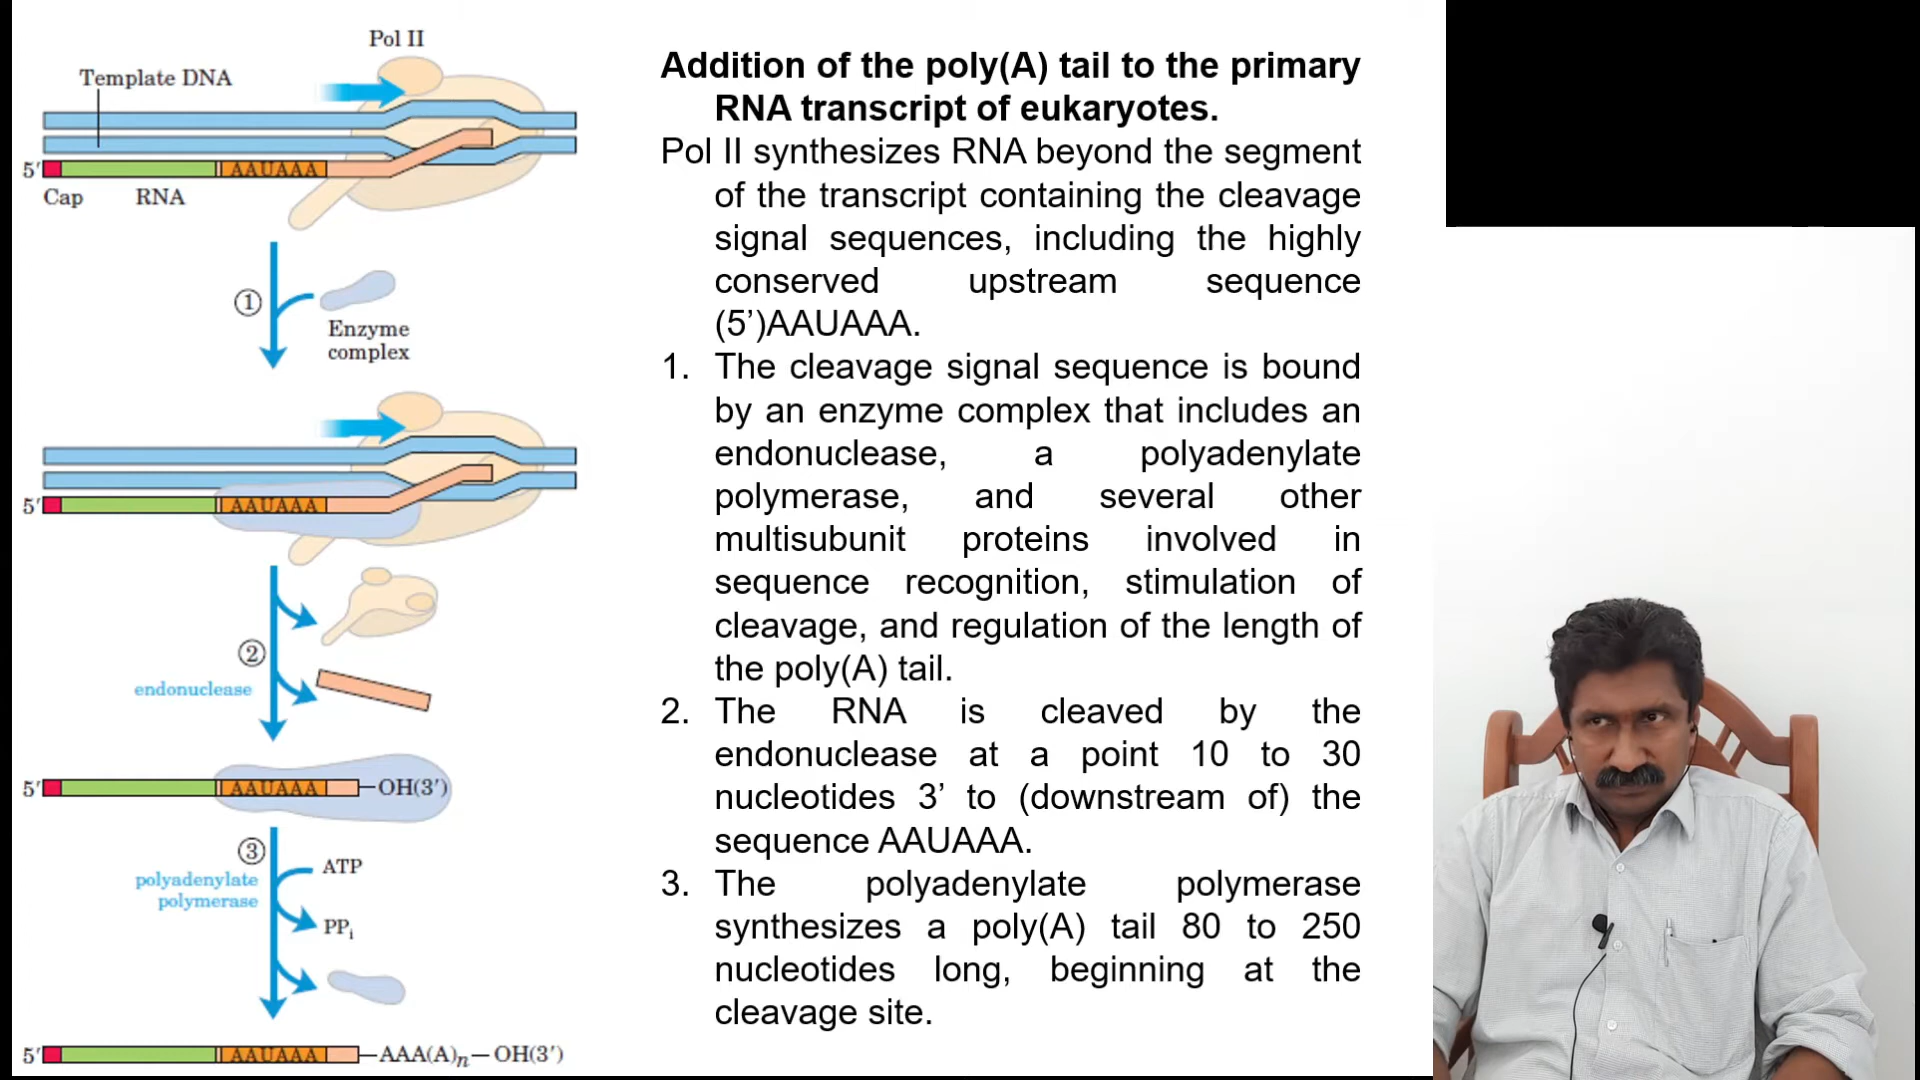 Pol II
Template DNA
5′ AAUAAA
Cap RNA
1
Enzyme
complex
5′ AAUAAA
2
endonuclease
5′ AAUAAA OH(3′)
3
ATP
polyadenylate
polymerase
PPi
5′ AAUAAA AAA(A)n OH(3′)
Addition of the poly(A) tail to the primary
RNA transcript of eukaryotes.
Pol II synthesizes RNA beyond the segment
of the transcript containing the cleavage
signal sequences, including the highly
conserved upstream sequence
(5’)AAUAAA.
1. The cleavage signal sequence is bound
by an enzyme complex that includes an
endonuclease, a polyadenylate
polymerase, and several other
multisubunit proteins involved in
sequence recognition, stimulation of
cleavage, and regulation of the length of
the poly(A) tail.
2. The RNA is cleaved by the
endonuclease at a point 10 to 30
nucleotides 3’ to (downstream of) the
sequence AAUAAA.
3. The polyadenylate polymerase
synthesizes a poly(A) tail 80 to 250
nucleotides long, beginning at the
cleavage site.